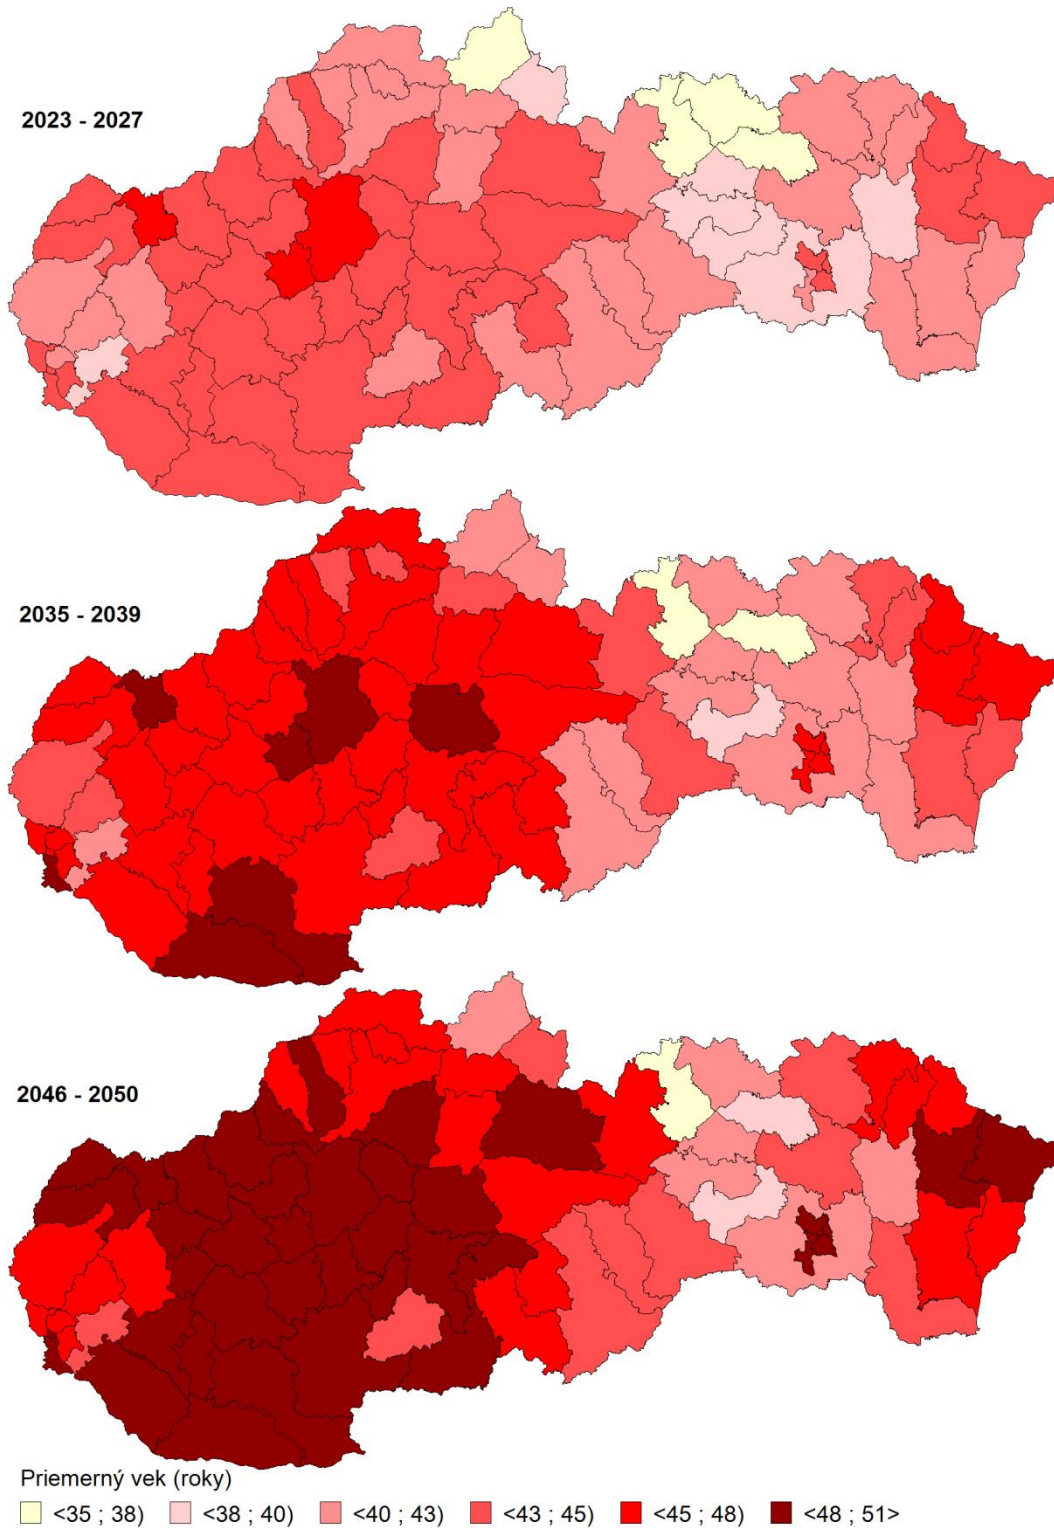 2023 - 2027
2035 - 2039
2046 - 2050
Priemerný vek (roky)
<35 ; 38) <38 ; 40) <40 ; 43) <43 ; 45) <45 ; 48) <48 ; 51>